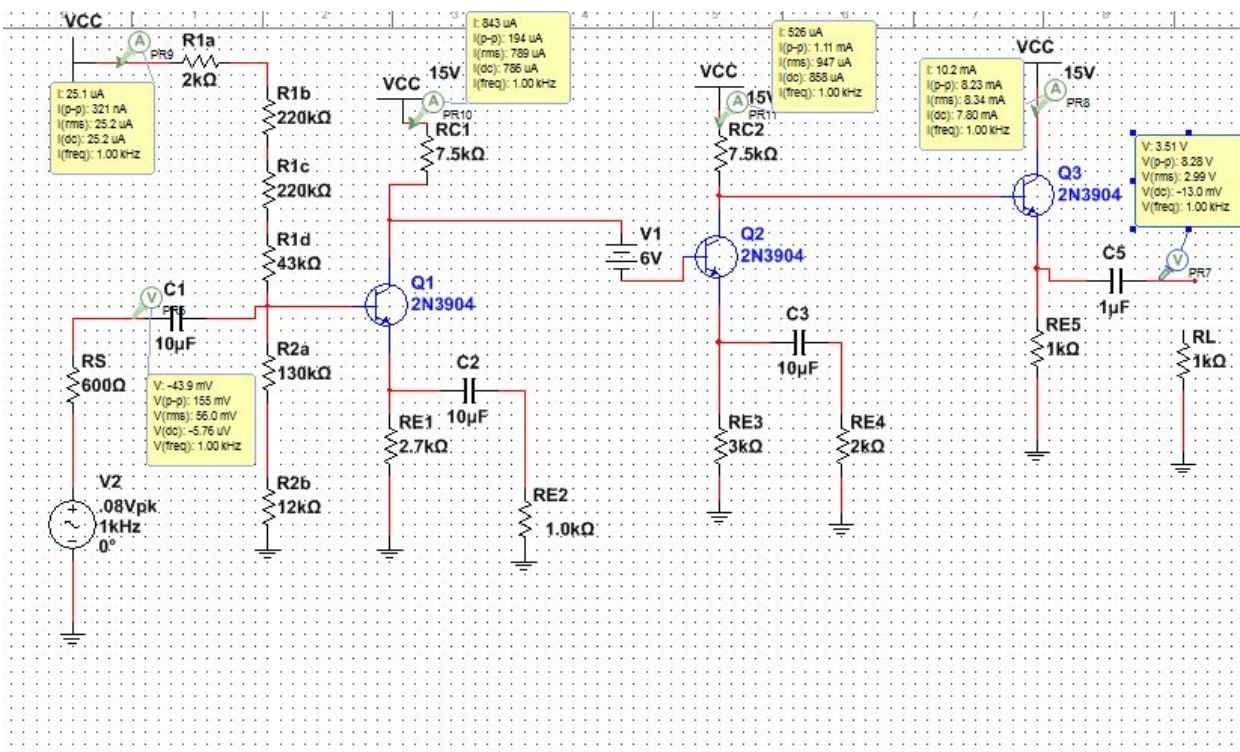 VCC
PR9
R1a
2kΩ
I: 25.1 uA
I(p-p): 321 nA
I(rms): 25.2 uA
I(dc): 25.2 uA
I(freq): 1.00 kHz
R1b
220kΩ
R1c
220kΩ
R1d
43kΩ
C1
10µF
RS
600Ω
V: -43.9 mV
V(p-p): 155 mV
V(rms): 56.0 mV
V(dc): -5.76 uV
V(freq): 1.00 kHz
R2a
130kΩ
R2b
12kΩ
V2
.08Vpk
1kHz
0°
I: 843 uA
I(p-p): 194 uA
I(rms): 789 uA
I(dc): 786 uA
I(freq): 1.00 kHz
VCC
15V
PR10
RC1
7.5kΩ
Q1
2N3904
C2
10µF
RE1
2.7kΩ
RE2
1.0kΩ
V1
6V
I: 526 uA
I(p-p): 1.11 mA
I(rms): 947 uA
I(dc): 858 uA
I(freq): 1.00 kHz
VCC
15V
PR11
RC2
7.5kΩ
Q2
2N3904
C3
10µF
RE3
3kΩ
RE4
2kΩ
I: 10.2 mA
I(p-p): 8.23 mA
I(rms): 8.34 mA
I(dc): 7.80 mA
I(freq): 1.00 kHz
VCC
15V
PR8
Q3
2N3904
V: 3.51 V
V(p-p): 8.28 V
V(rms): 2.99 V
V(dc): -13.0 mV
V(freq): 1.00 kHz
PR7
C5
1µF
RE5
1kΩ
RL
1kΩ